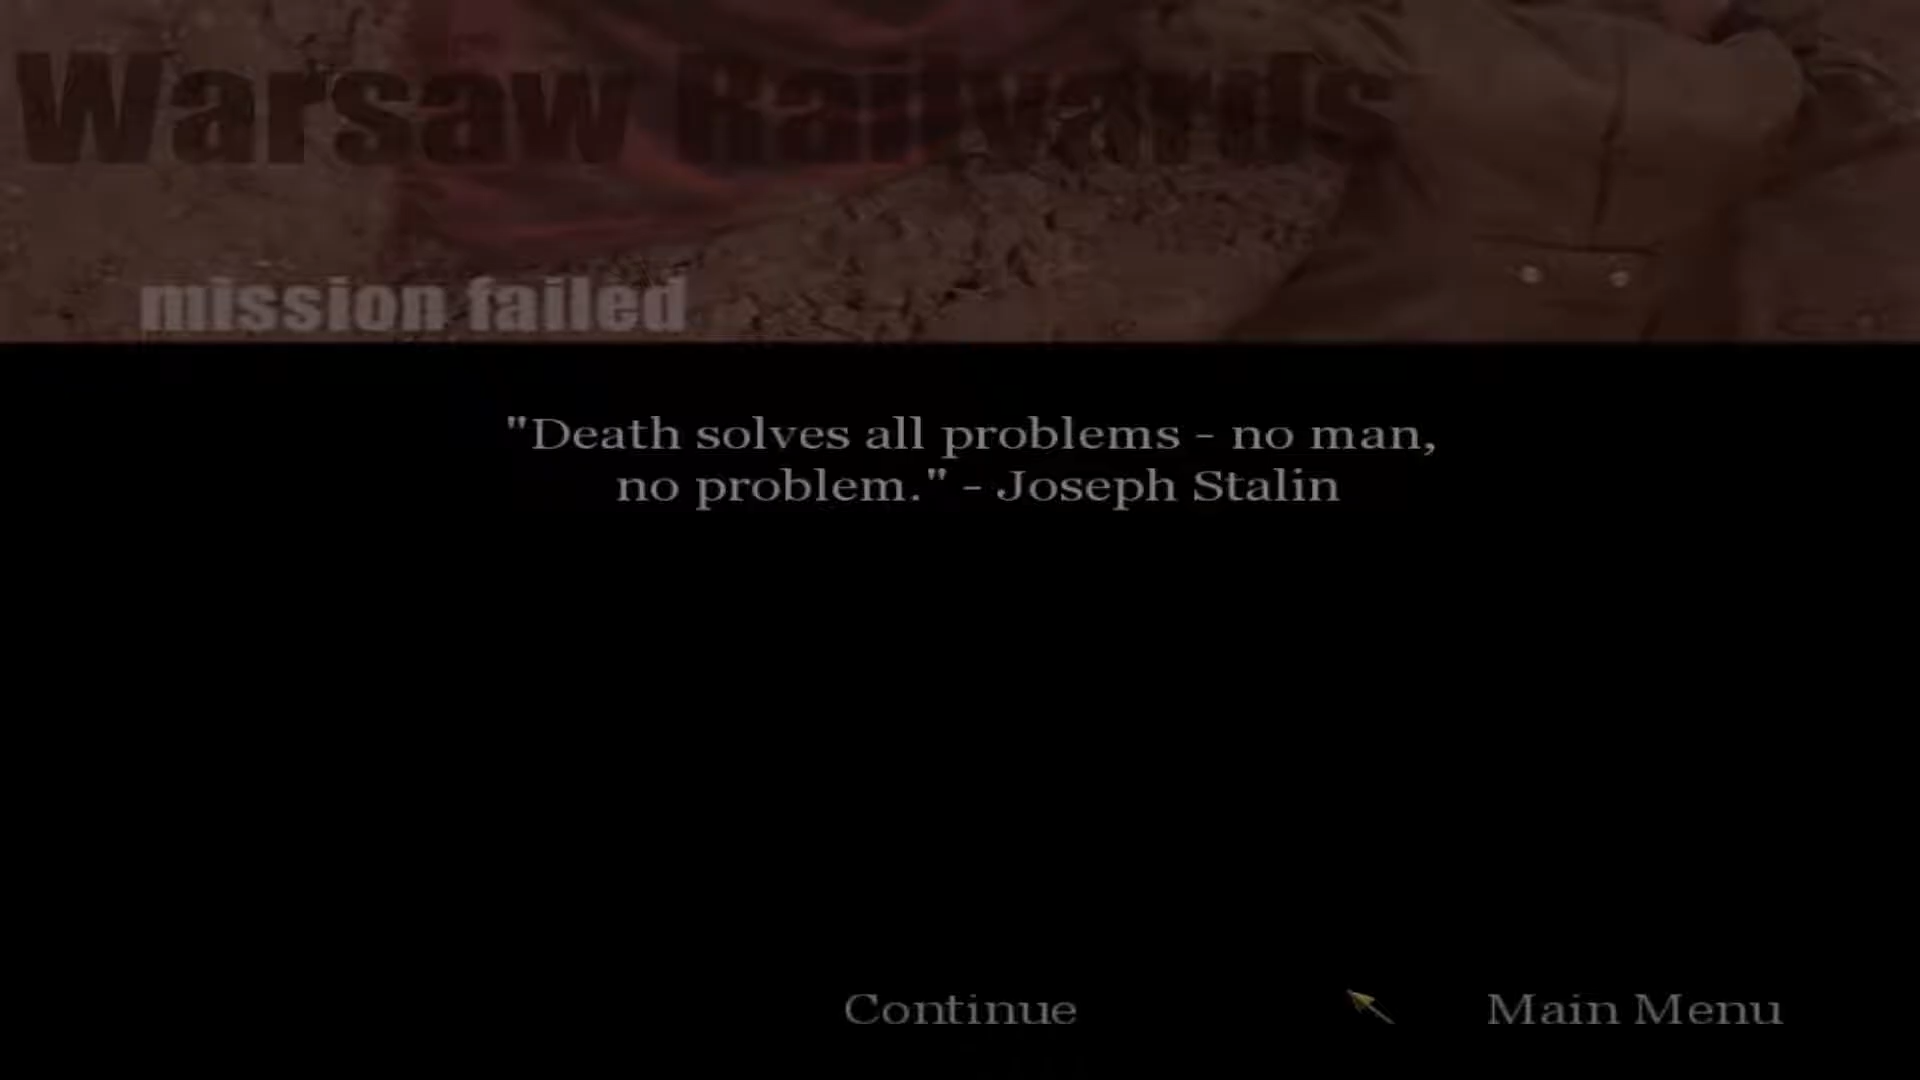 Warsaw Railyards
mission failed
"Death solves all problems - no man,
no problem." - Joseph Stalin
Continue
Main Menu